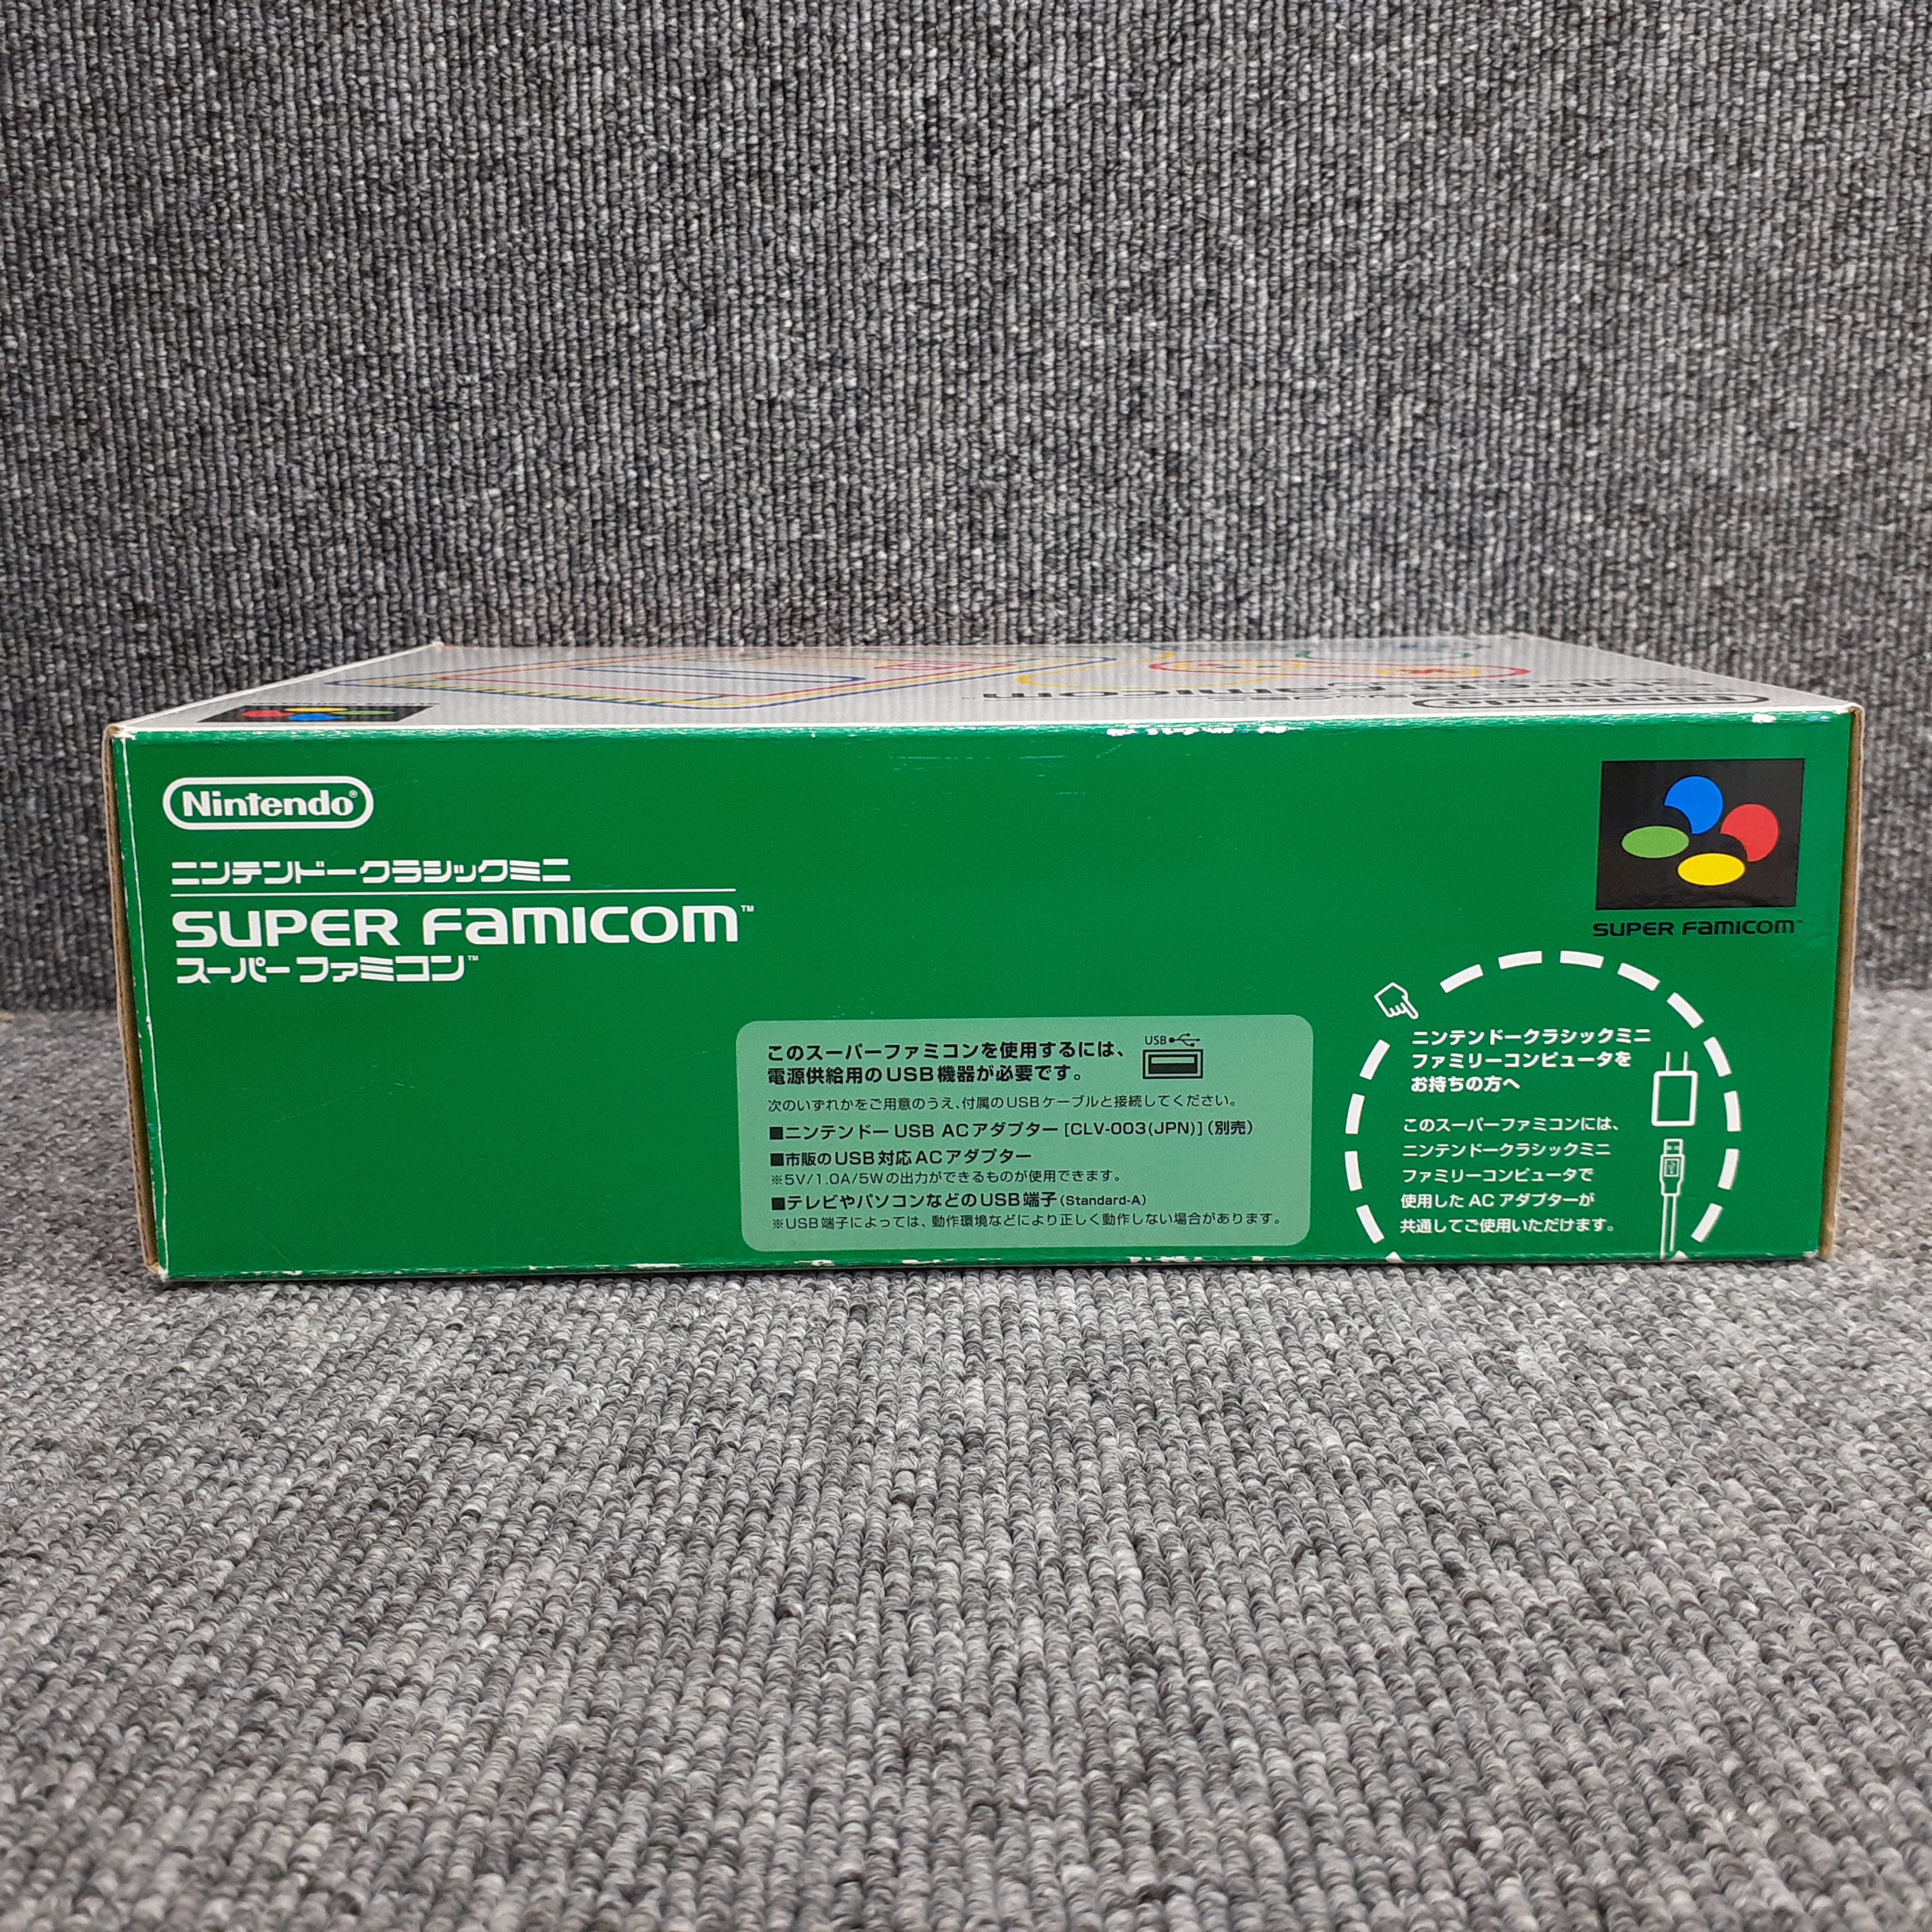 Nintendo®
ニンテンドークラシックミニ
SUPER FAMICOM™
スーパーファミコン™
SUPER FAMICOM™
このスーパーファミコンを使用するには、
電源供給用のUSB機器が必要です。
USB
次のいずれかをご用意のうえ、付属のUSBケーブルと接続してください。
■ニンテンドーUSB ACアダプター[CLV-003(JPN)](別売)
■市販のUSB対応ACアダプター
※5V/1.0A/5Wの出力ができるものが使用できます。
■テレビやパソコンなどのUSB端子(Standard-A)
※USB端子によっては、動作環境などにより正しく動作しない場合があります。
ニンテンドークラシックミニ
ファミリーコンピュータを
お持ちの方へ
このスーパーファミコンには、
ニンテンドークラシックミニ
ファミリーコンピュータで
使用したACアダプターが
共通してご使用いただけます。